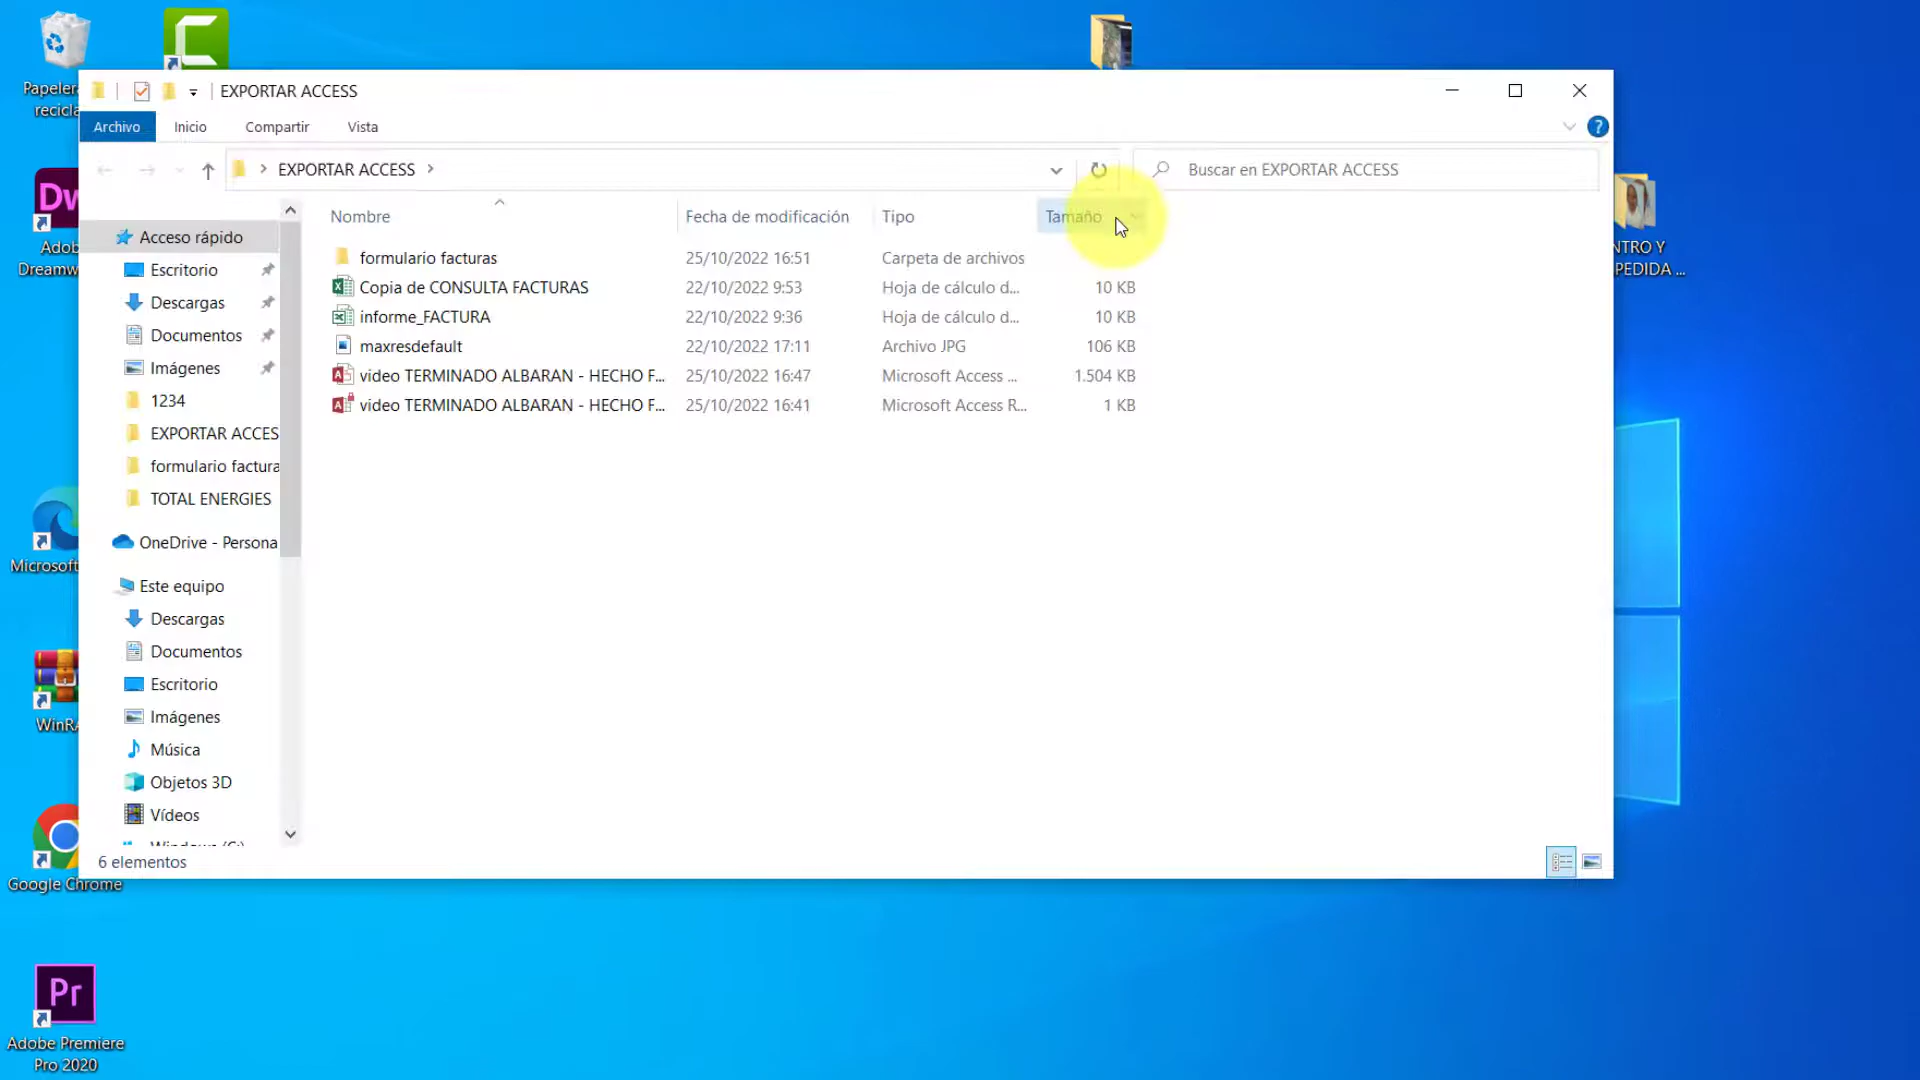 Papelera
recicla
EXPORTAR ACCESS
Archivo Inicio Compartir Vista
EXPORTAR ACCESS
Buscar en EXPORTAR ACCESS
Nombre Fecha de modificación Tipo Tamaño
formulario facturas 25/10/2022 16:51 Carpeta de archivos
Copia de CONSULTA FACTURAS 22/10/2022 9:53 Hoja de cálculo d... 10 KB
informe_FACTURA 22/10/2022 9:36 Hoja de cálculo d... 10 KB
maxresdefault 22/10/2022 17:11 Archivo JPG 106 KB
video TERMINADO ALBARAN - HECHO F... 25/10/2022 16:47 Microsoft Access ... 1.504 KB
video TERMINADO ALBARAN - HECHO F... 25/10/2022 16:41 Microsoft Access R... 1 KB
Acceso rápido
Escritorio
Descargas
Documentos
Imágenes
1234
EXPORTAR ACCES
formulario factura
TOTAL ENERGIES
OneDrive - Persona
Este equipo
Descargas
Documentos
Escritorio
Imágenes
Música
Objetos 3D
Vídeos
Windows (C:)
6 elementos
Dw
Adob
Dreamw
Microsoft
WinRA
Google Chrome
Pr
Adobe Premiere
Pro 2020
NTRO Y
PEDIDA ...